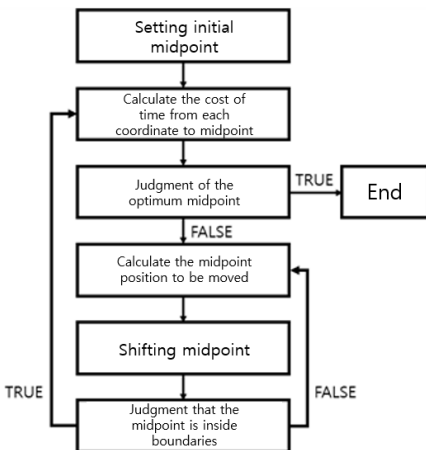 Setting initial
midpoint
Calculate the cost of
time from each
coordinate to midpoint
Judgment of the
optimum midpoint
TRUE
End
FALSE
Calculate the midpoint
position to be moved
Shifting midpoint
TRUE
FALSE
Judgment that the
midpoint is inside
boundaries